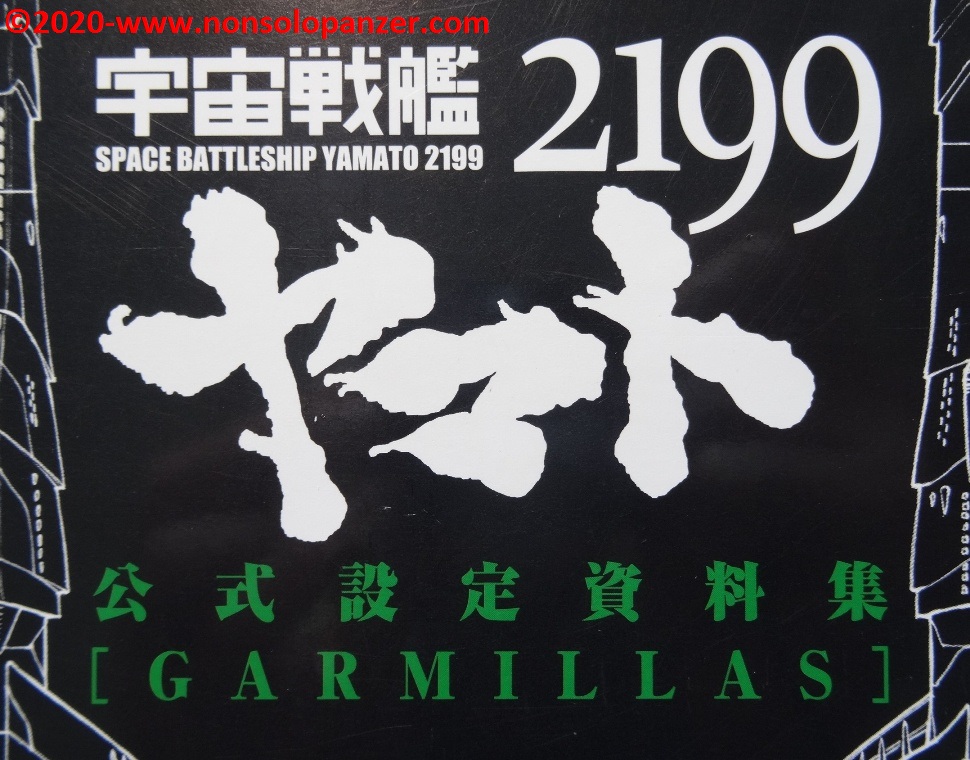 ©2020-www.nonsolopanzer.com
宇宙戦艦 2199
SPACE BATTLESHIP YAMATO 2199
ヤマト
公式設定資料集
[GARMILLAS]